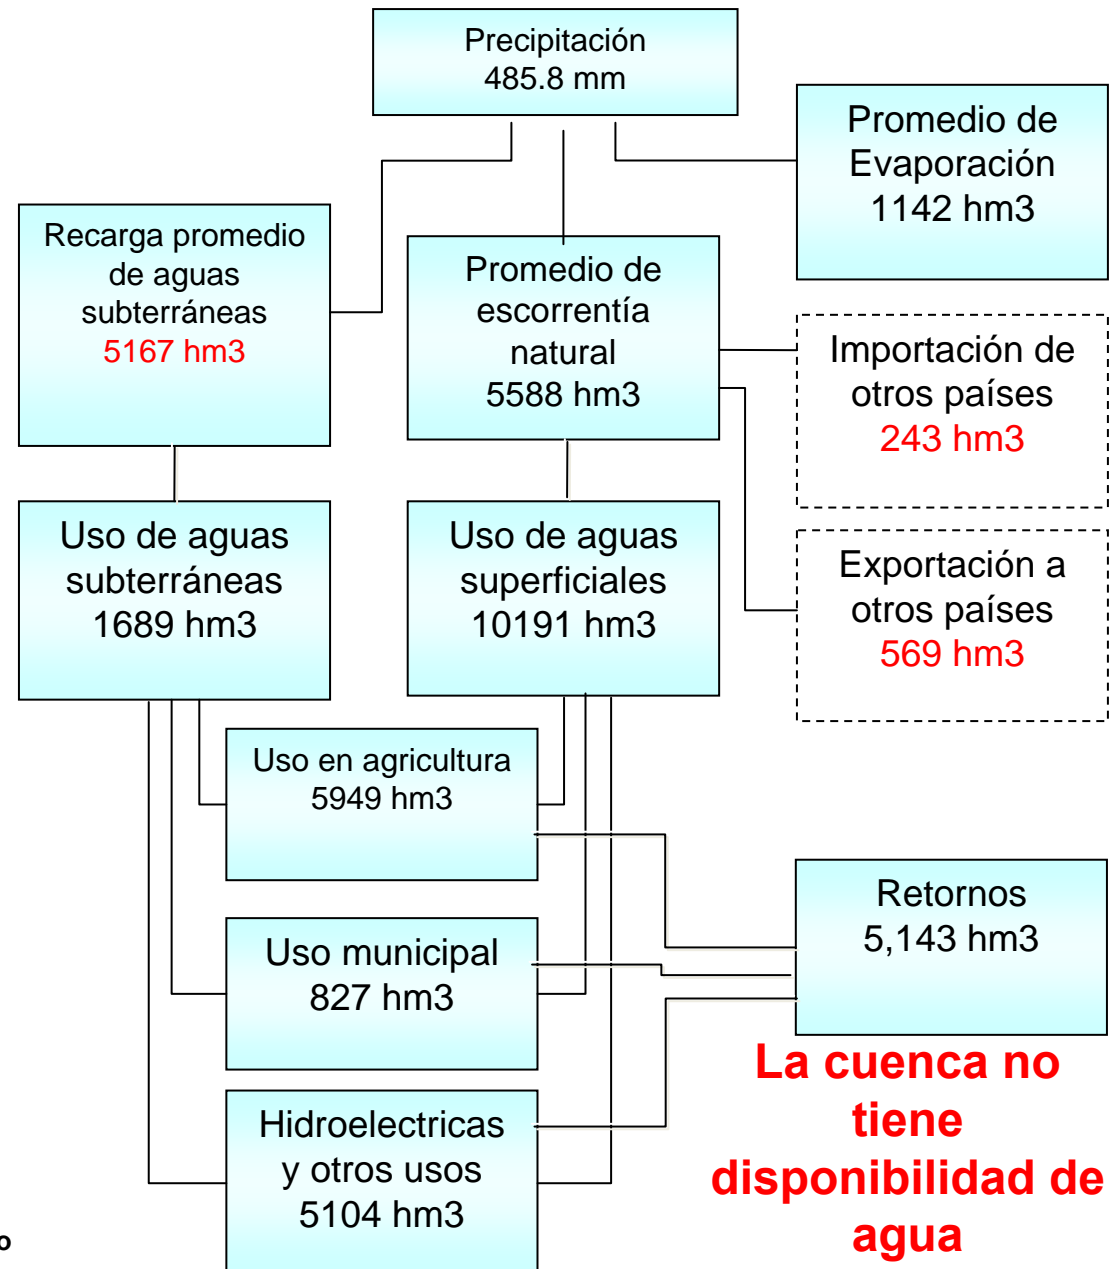 Precipitación
485.8 mm
Promedio de
Evaporación
1142 hm3
Recarga promedio
de aguas
subterráneas
5167 hm3
Promedio de
escorrentía
natural
5588 hm3
Importación de
otros países
243 hm3
Uso de aguas
subterráneas
1689 hm3
Uso de aguas
superficiales
10191 hm3
Exportación a
otros países
569 hm3
Uso en agricultura
5949 hm3
Retornos
5,143 hm3
Uso municipal
827 hm3
La cuenca no
tiene
disponibilidad de
agua
Hidroelectricas
y otros usos
5104 hm3
o